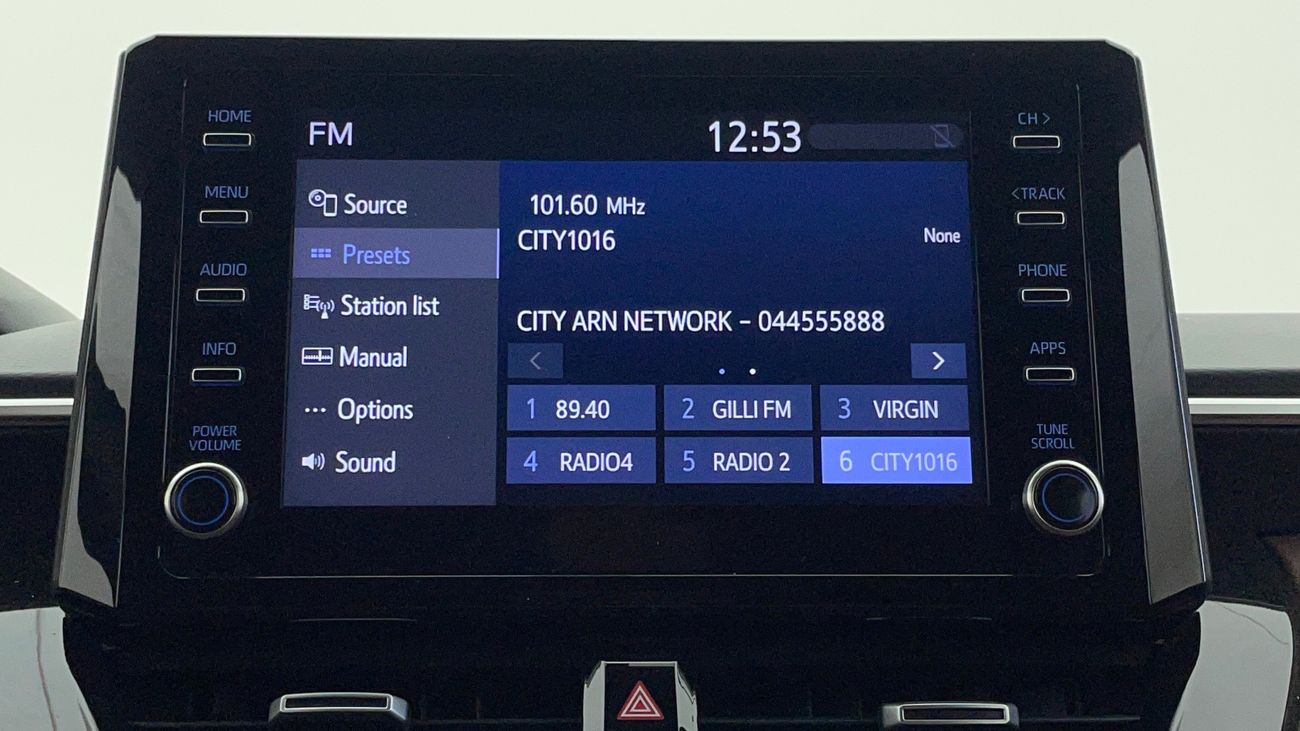 HOME
MENU
AUDIO
INFO
POWER
VOLUME
FM
12:53
Source
Presets
Station list
Manual
Options
Sound
101.60 MHz
CITY1016
None
CITY ARN NETWORK - 044555888
<
>
1 89.40
2 GILLI FM
3 VIRGIN
4 RADIO4
5 RADIO 2
6 CITY1016
CH >
<TRACK
PHONE
APPS
TUNE
SCROLL